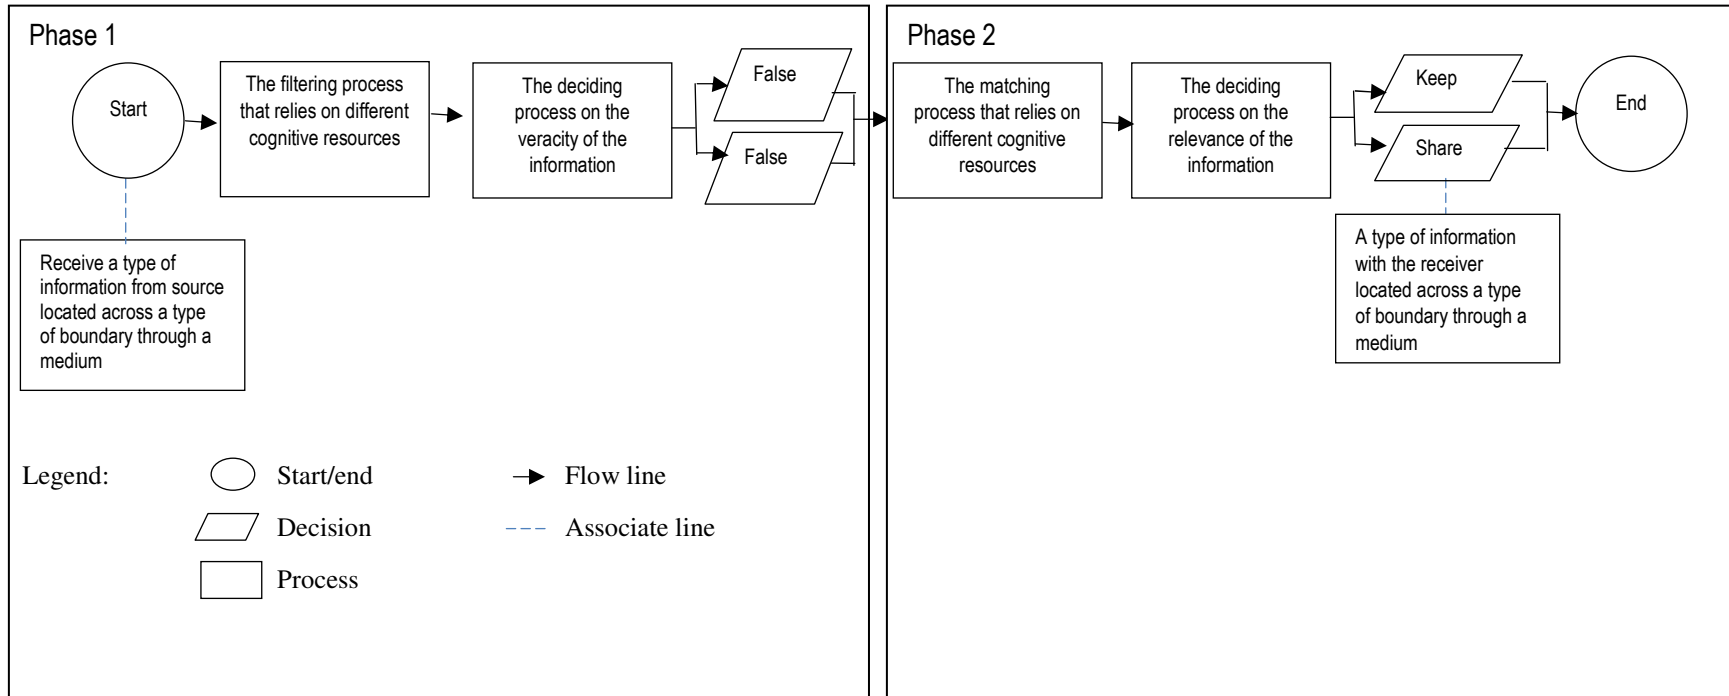 Phase 1
Start
The filtering process
that relies on different
cognitive resources
The deciding
process on the
veracity of the
information
False
False
Receive a type of
information from source
located across a type
of boundary through a
medium
Phase 2
The matching
process that relies on
different cognitive
resources
The deciding
process on the
relevance of the
information
Keep
Share
End
A type of information
with the receiver
located across a type
of boundary through a
medium
Legend:
Start/end
Flow line
Decision
Associate line
Process